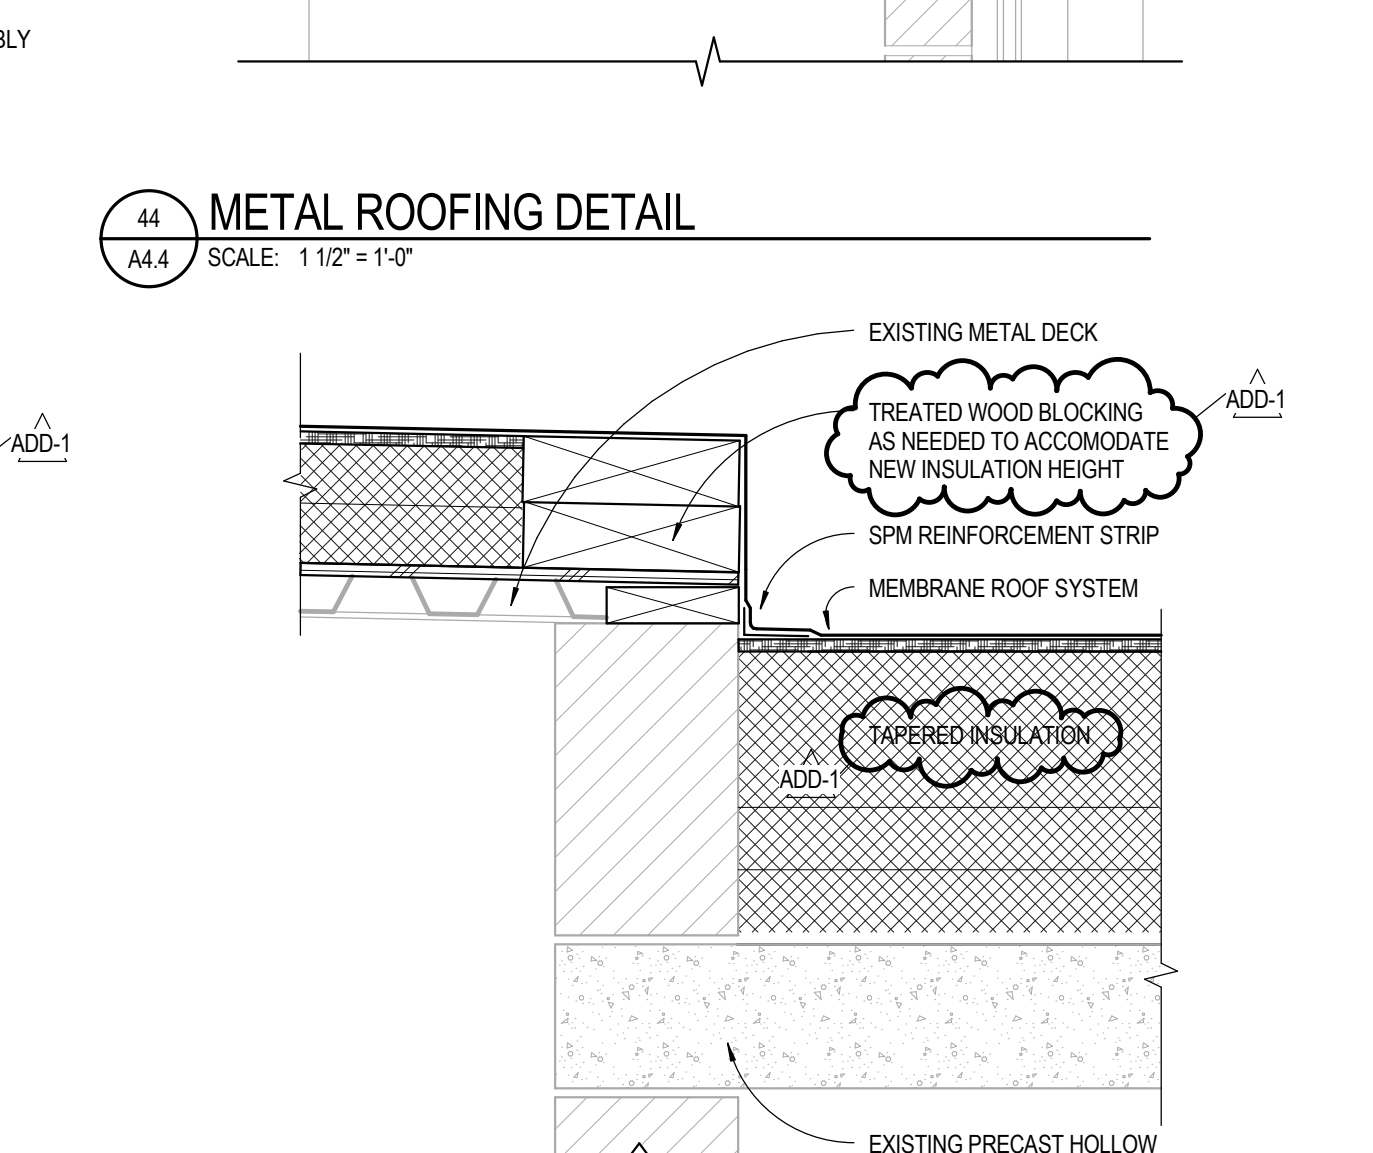 BLY
44
A4.4
METAL ROOFING DETAIL
SCALE: 1 1/2" = 1'-0"
EXISTING METAL DECK
TREATED WOOD BLOCKING
AS NEEDED TO ACCOMODATE
NEW INSULATION HEIGHT
ADD-1
ADD-1
SPM REINFORCEMENT STRIP
MEMBRANE ROOF SYSTEM
TAPERED INSULATION
ADD-1
EXISTING PRECAST HOLLOW